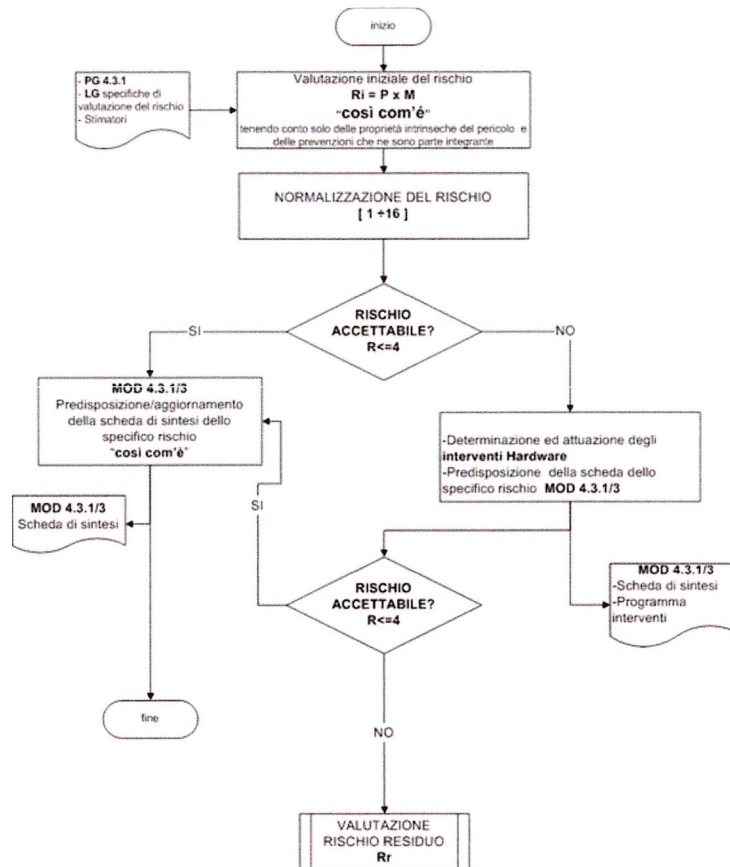 inizio
- PG 4.3.1
- LG specifiche di
valutazione del rischio
- Stimatori
Valutazione iniziale del rischio
Ri = P x M
"così com'é"
tenendo conto solo delle proprietà intrinseche del pericolo e
delle prevenzioni che ne sono parte integrante
NORMALIZZAZIONE DEL RISCHIO
[ 1 ÷16 ]
RISCHIO
ACCETTABILE?
R<=4
SI
NO
MOD 4.3.1/3
Predisposizione/aggiornamento
della scheda di sintesi dello
specifico rischio
"così com'è"
-Determinazione ed attuazione degli
interventi Hardware
-Predisposizione della scheda dello
specifico rischio MOD 4.3.1/3
MOD 4.3.1/3
Scheda di sintesi
SI
RISCHIO
ACCETTABILE?
R<=4
MOD 4.3.1/3
-Scheda di sintesi
-Programma
interventi
fine
NO
VALUTAZIONE
RISCHIO RESIDUO
Rr